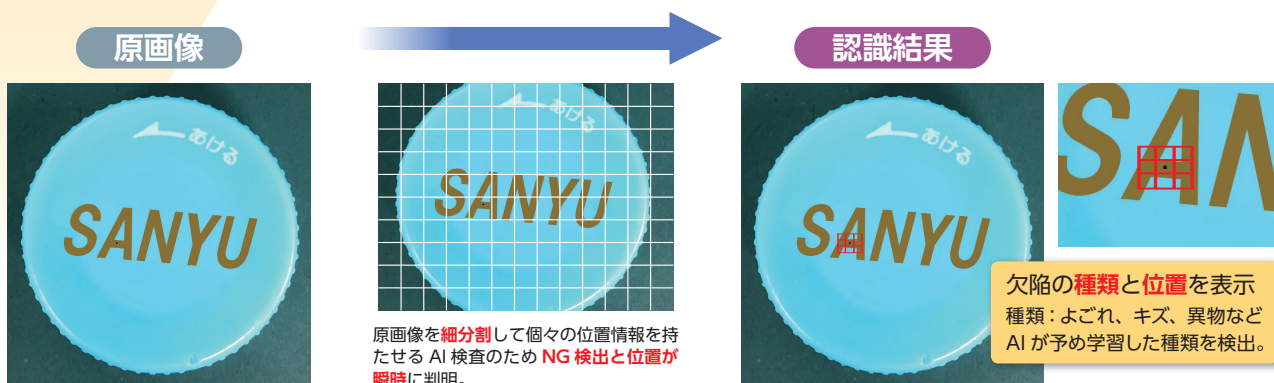 原画像
認識結果
あける
SANYU
あける
SANYU
あける
SANYU
SAN
原画像を細分割して個々の位置情報を持
たせる AI 検査のため NG 検出と位置が
瞬時に判明。
欠陥の種類と位置を表示
種類：よごれ、キズ、異物など
AI が予め学習した種類を検出。